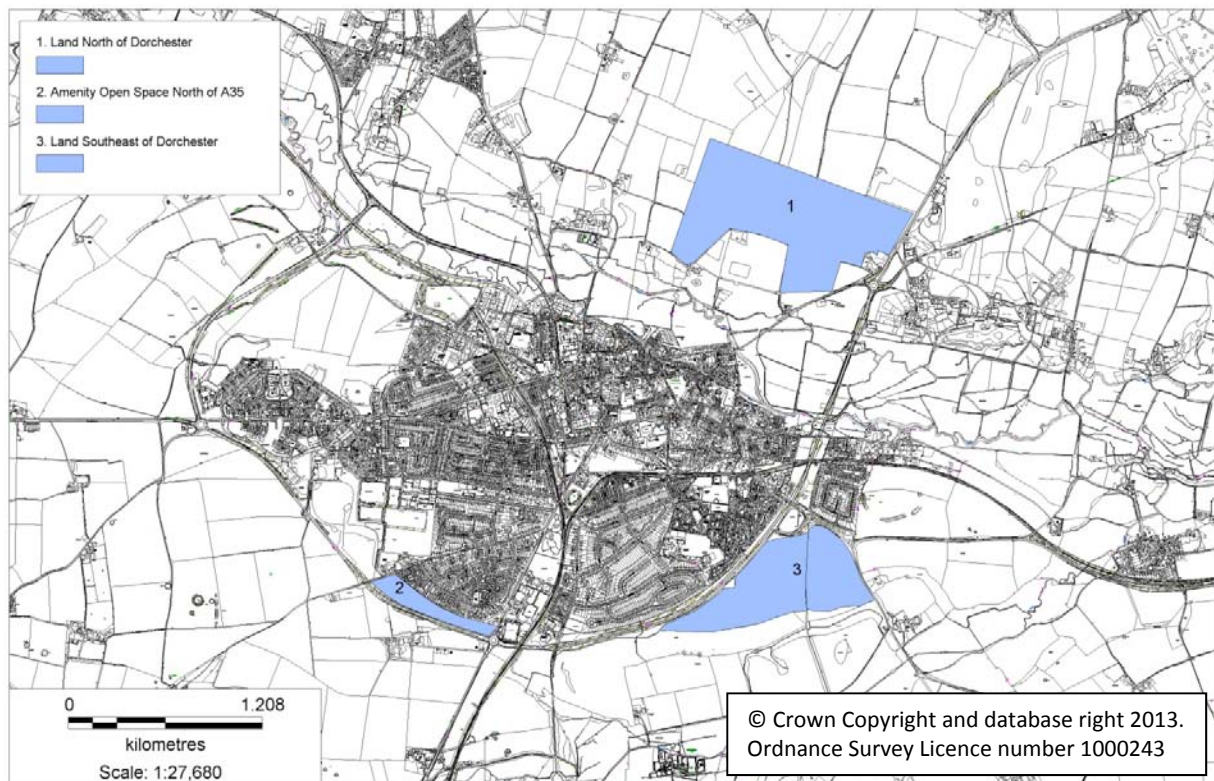 1. Land North of Dorchester
2. Amenity Open Space North of A35
3. Land Southeast of Dorchester
1
2
3
0 1.208
kilometres
Scale: 1:27,680
© Crown Copyright and database right 2013.
Ordnance Survey Licence number 1000243